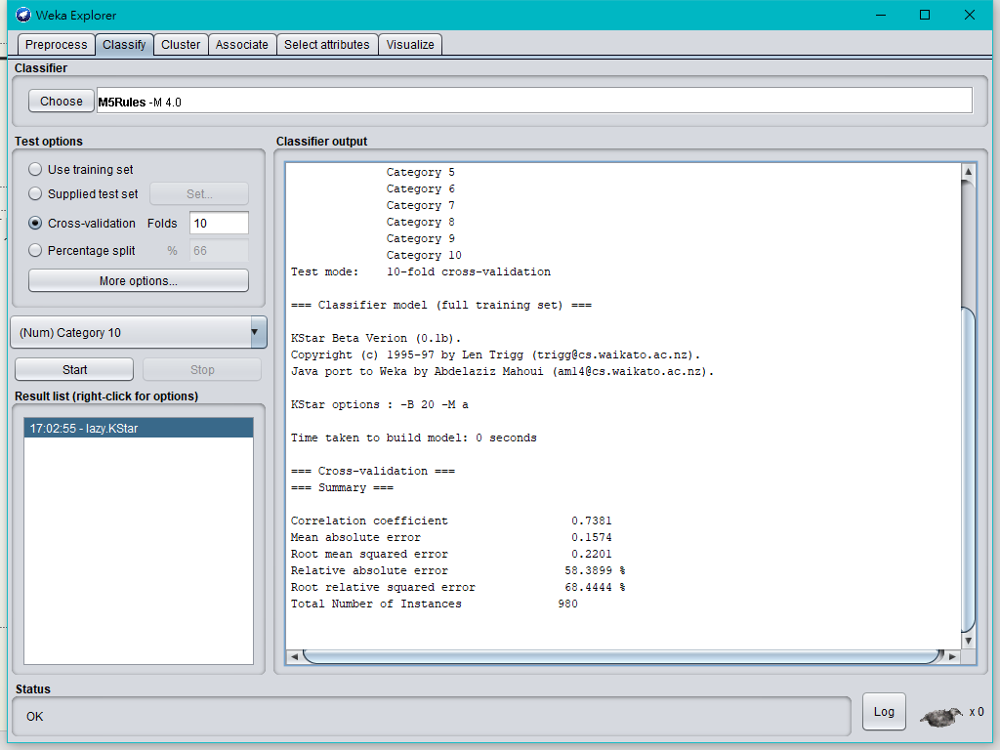 Weka Explorer
Preprocess Classify Cluster Associate Select attributes Visualize
Classifier
Choose M5Rules -M 4.0
Test options
Use training set
Supplied test set Set...
Cross-validation Folds 10
Percentage split % 66
More options...
(Num) Category 10
Start Stop
Result list (right-click for options)
17:02:55 - lazy.KStar
Classifier output
Category 5
Category 6
Category 7
Category 8
Category 9
Category 10
Test mode: 10-fold cross-validation
=== Classifier model (full training set) ===
KStar Beta Verion (0.1b).
Copyright (c) 1995-97 by Len Trigg (trigg@cs.waikato.ac.nz).
Java port to Weka by Abdelaziz Mahoui (am14@cs.waikato.ac.nz).
KStar options : -B 20 -M a
Time taken to build model: 0 seconds
=== Cross-validation ===
=== Summary ===
Correlation coefficient 0.7381
Mean absolute error 0.1574
Root mean squared error 0.2201
Relative absolute error 58.3899 %
Root relative squared error 68.4444 %
Total Number of Instances 980
Status
OK
Log x 0